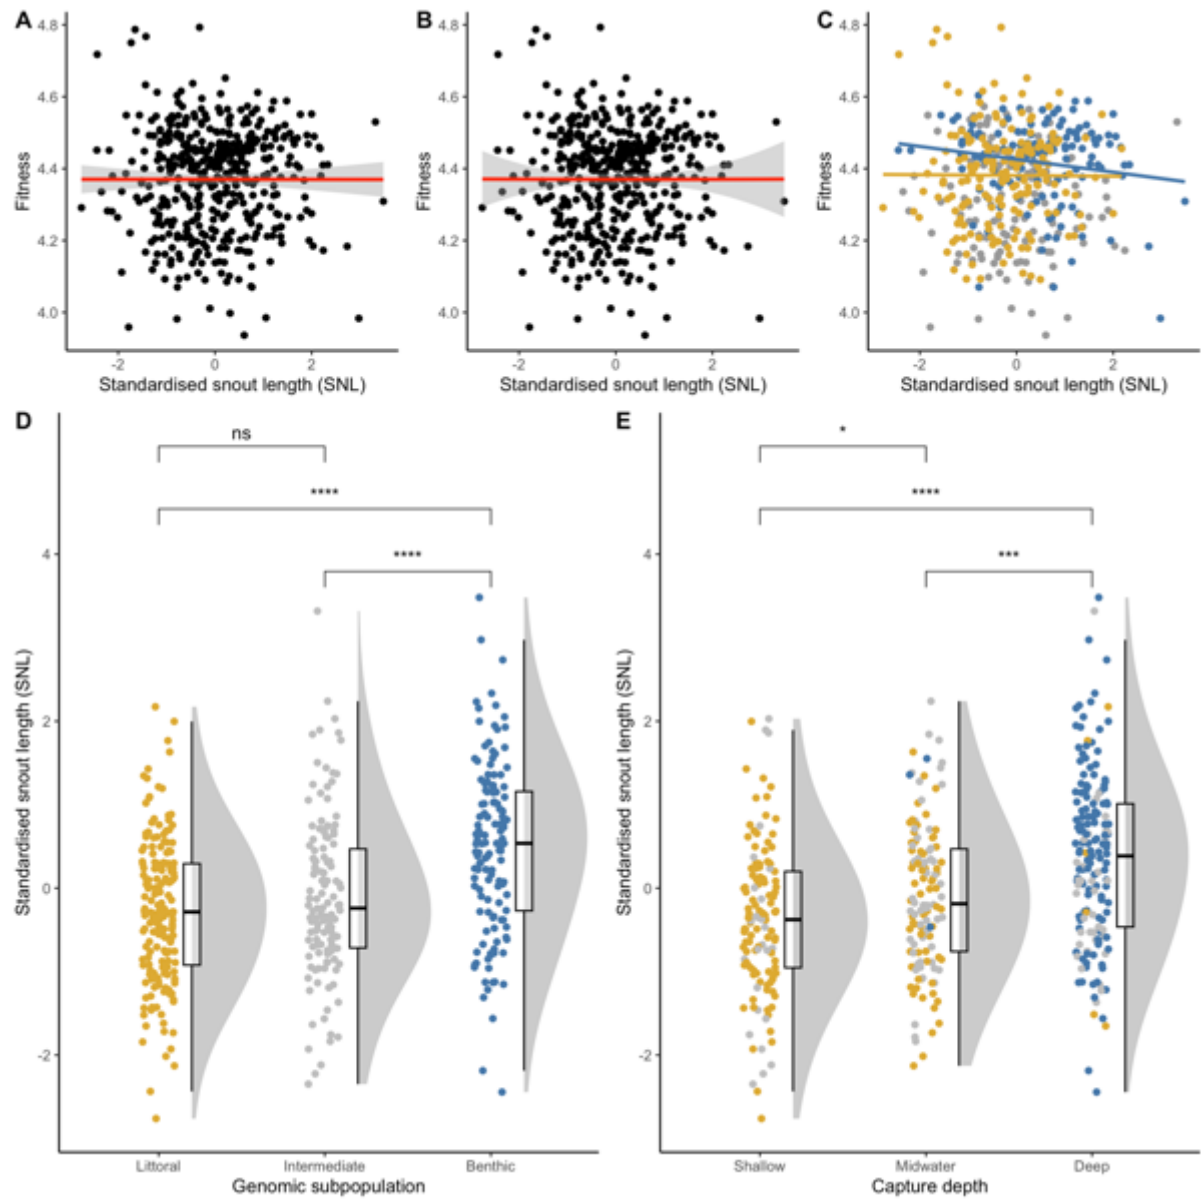 A
B
C
4.8
4.6
4.4
4.2
4.0
Fitness
-2
0
2
Standardised snout length (SNL)
4.8
4.6
4.4
4.2
4.0
Fitness
-2
0
2
Standardised snout length (SNL)
4.8
4.6
4.4
4.2
4.0
Fitness
-2
0
2
Standardised snout length (SNL)
D
ns
****
****
4
2
0
-2
Standardised snout length (SNL)
Littoral
Intermediate
Benthic
Genomic subpopulation
E
*
****
***
4
2
0
-2
Standardised snout length (SNL)
Shallow
Midwater
Deep
Capture depth